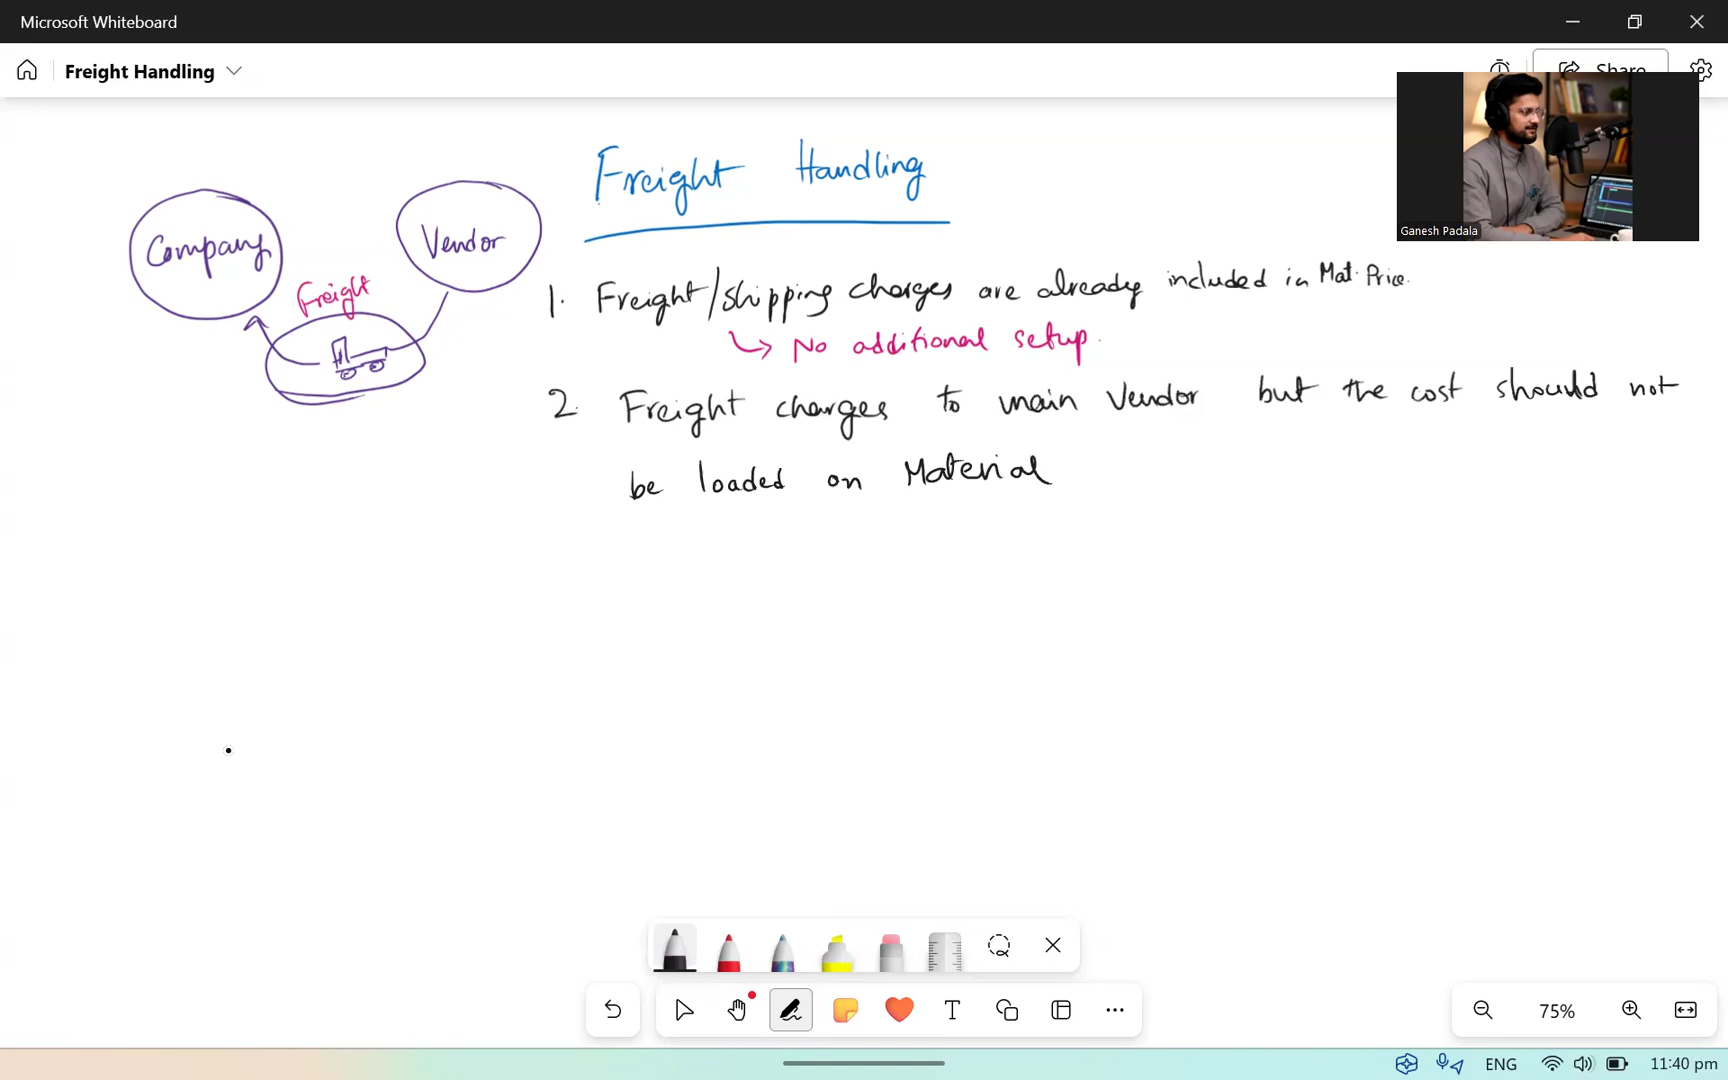 Microsoft Whiteboard
Freight Handling
Share
Ganesh Padala
Freight Handling
Company
Vendor
Freight
1. Freight/shipping charges are already included in Mat. Price.
↳ No additional setup.
2. Freight charges to main Vendor but the cost should not
be loaded on Material
75%
ENG
11:40 pm